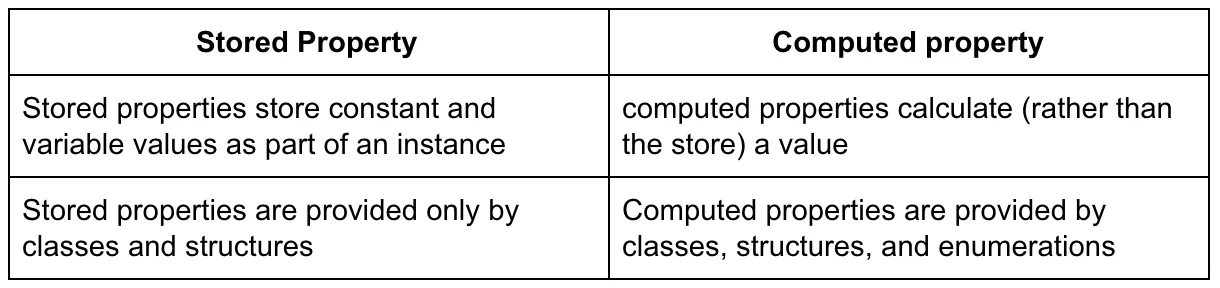 Stored Property
Computed property
Stored properties store constant and
variable values as part of an instance
computed properties calculate (rather than
the store) a value
Stored properties are provided only by
classes and structures
Computed properties are provided by
classes, structures, and enumerations